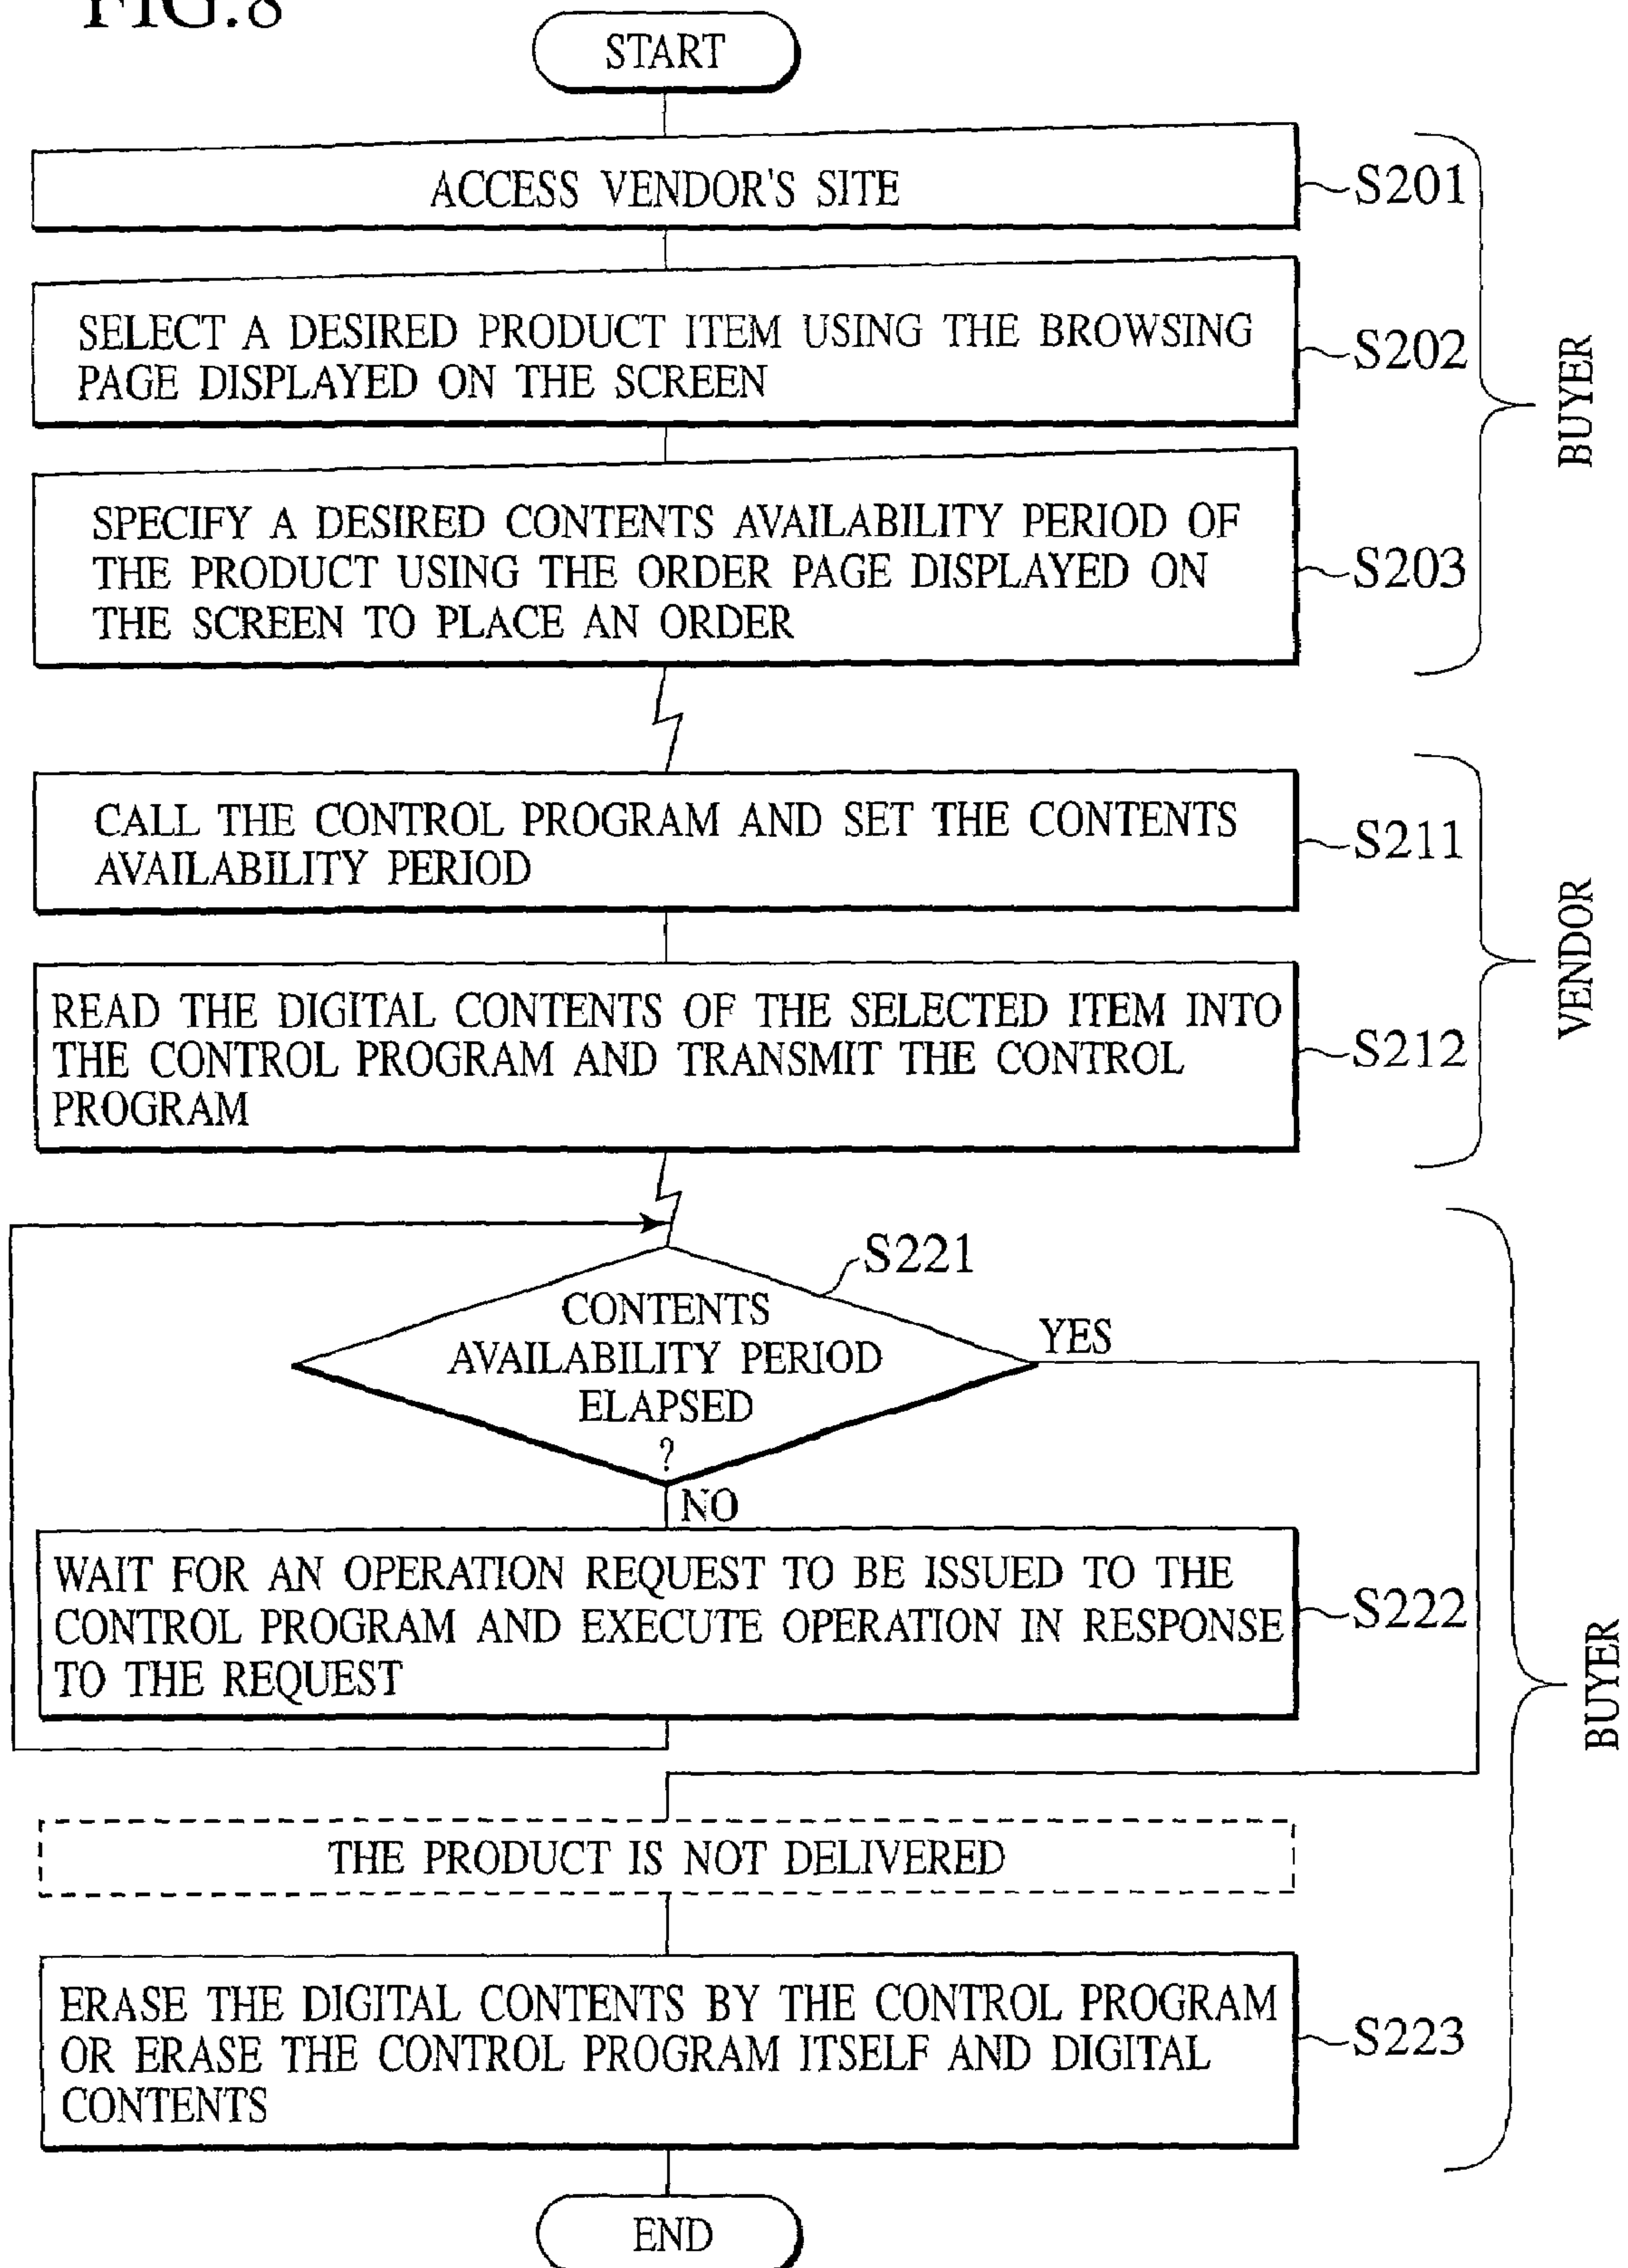 FIG.8
START
ACCESS VENDOR'S SITE
S201
SELECT A DESIRED PRODUCT ITEM USING THE BROWSING
PAGE DISPLAYED ON THE SCREEN
S202
SPECIFY A DESIRED CONTENTS AVAILABILITY PERIOD OF
THE PRODUCT USING THE ORDER PAGE DISPLAYED ON
THE SCREEN TO PLACE AN ORDER
S203
BUYER
CALL THE CONTROL PROGRAM AND SET THE CONTENTS
AVAILABILITY PERIOD
S211
READ THE DIGITAL CONTENTS OF THE SELECTED ITEM INTO
THE CONTROL PROGRAM AND TRANSMIT THE CONTROL
PROGRAM
S212
VENDOR
S221
CONTENTS
AVAILABILITY PERIOD
ELAPSED
?
YES
NO
WAIT FOR AN OPERATION REQUEST TO BE ISSUED TO THE
CONTROL PROGRAM AND EXECUTE OPERATION IN RESPONSE
TO THE REQUEST
S222
BUYER
THE PRODUCT IS NOT DELIVERED
ERASE THE DIGITAL CONTENTS BY THE CONTROL PROGRAM
OR ERASE THE CONTROL PROGRAM ITSELF AND DIGITAL
CONTENTS
S223
END